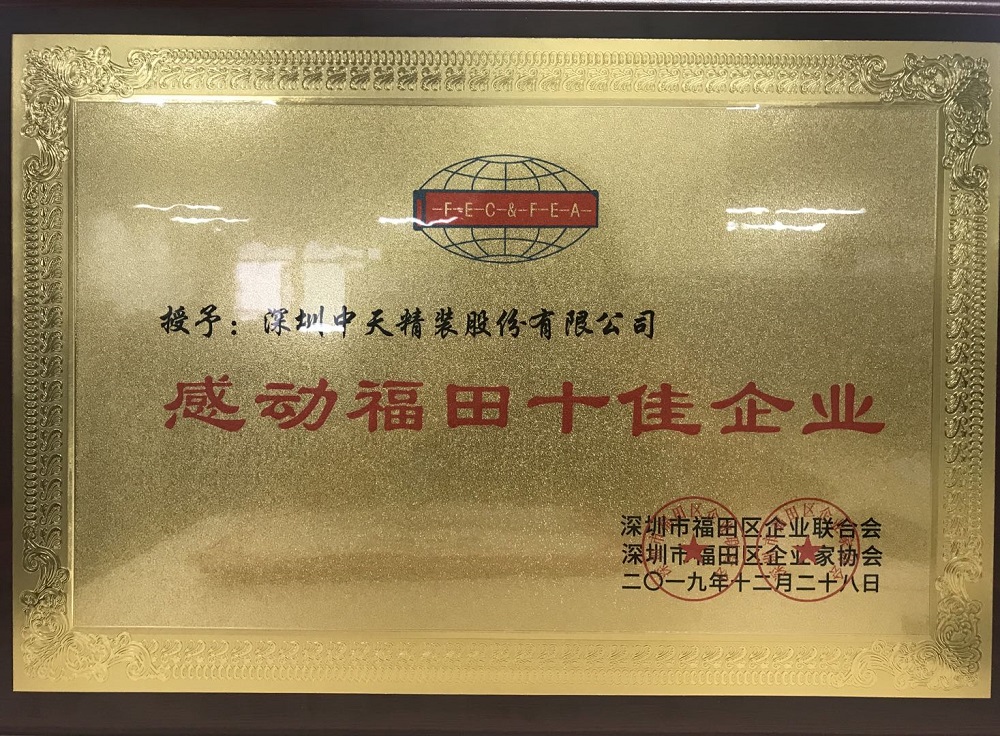 -F-E-C-&-F-E-A-
授予：深圳中天精装股份有限公司
感动福田十佳企业
深圳市福田区企业联合会
深圳市福田区企业家协会
二〇一九年十二月二十八日